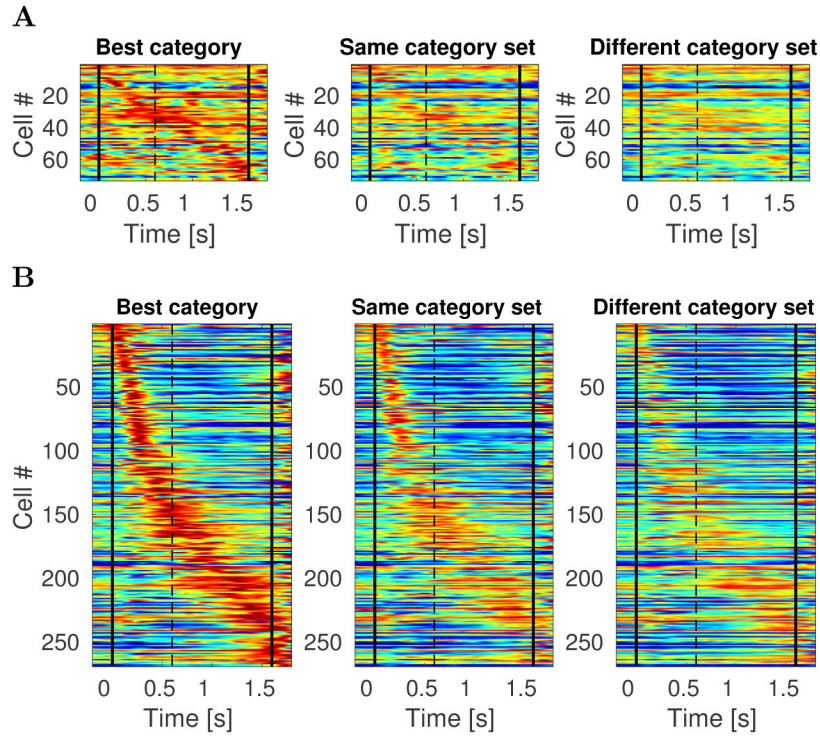 A
Best category
Same category set
Different category set
Cell #
20
40
60
Cell #
20
40
60
Cell #
20
40
60
0 0.5 1 1.5
0 0.5 1 1.5
0 0.5 1 1.5
Time [s]
Time [s]
Time [s]
B
Best category
Same category set
Different category set
Cell #
50
100
150
200
250
50
100
150
200
250
50
100
150
200
250
0 0.5 1 1.5
0 0.5 1 1.5
0 0.5 1 1.5
Time [s]
Time [s]
Time [s]